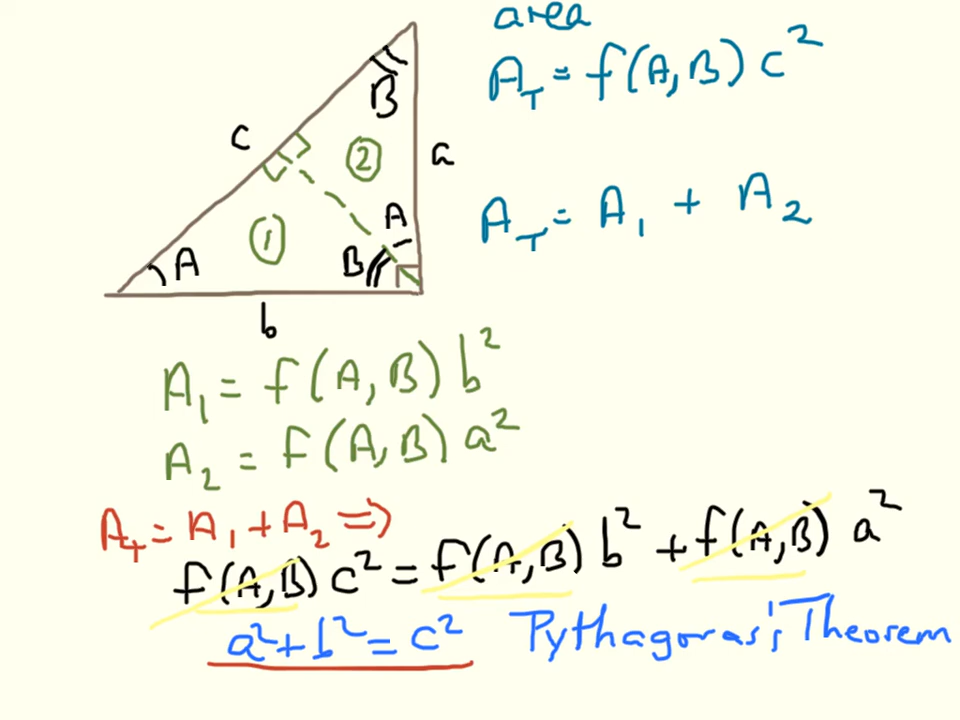 area
A_T = f(A,B) c²
A_T = A₁ + A₂
B
c
②
a
A
①
A
B
b
A₁ = f(A,B) b²
A₂ = f(A,B) a²
A_T = A₁ + A₂ ⇒
f(A,B) c² = f(A,B) b² + f(A,B) a²
a² + b² = c² Pythagoras's Theorem